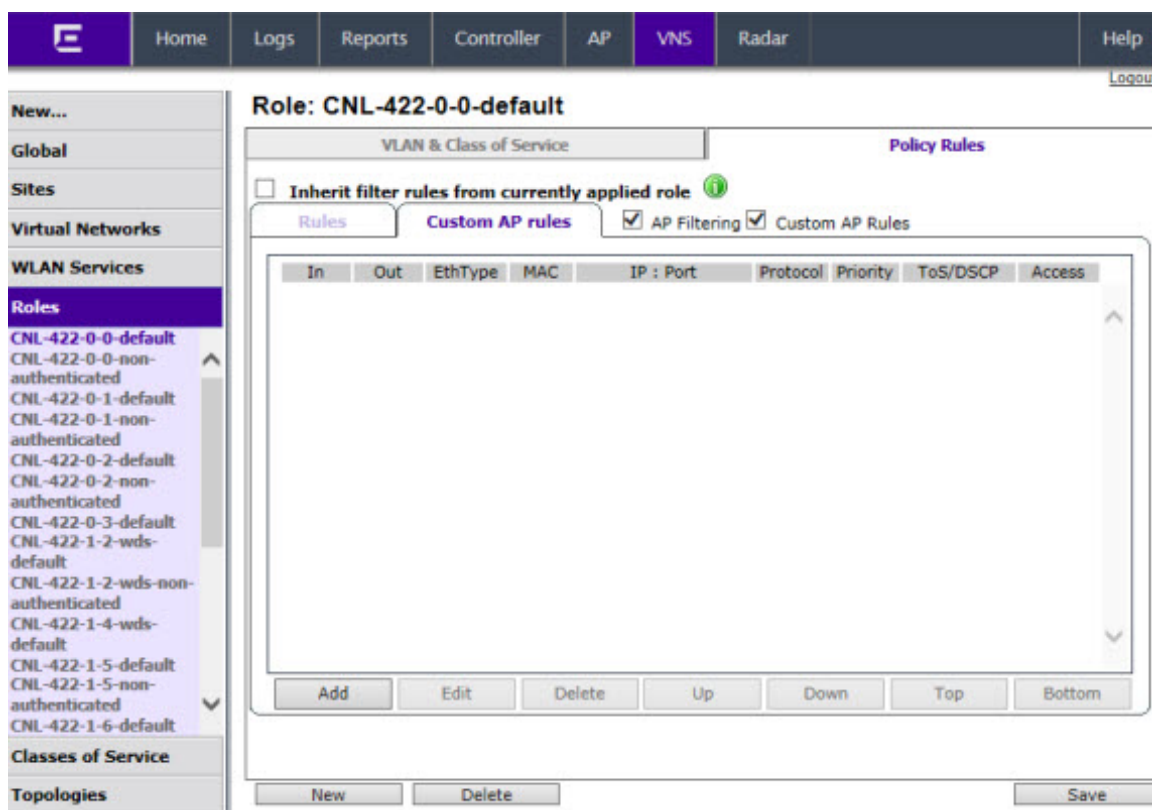 Home Logs Reports Controller AP VNS Radar Help
Logou
New...
Global
Sites
Virtual Networks
WLAN Services
Roles
CNL-422-0-0-default
CNL-422-0-0-non-
authenticated
CNL-422-0-1-default
CNL-422-0-1-non-
authenticated
CNL-422-0-2-default
CNL-422-0-2-non-
authenticated
CNL-422-0-3-default
CNL-422-1-2-wds-
default
CNL-422-1-2-wds-non-
authenticated
CNL-422-1-4-wds-
default
CNL-422-1-5-default
CNL-422-1-5-non-
authenticated
CNL-422-1-6-default
Classes of Service
Topologies
Role: CNL-422-0-0-default
VLAN & Class of Service Policy Rules
Inherit filter rules from currently applied role
Rules Custom AP rules AP Filtering Custom AP Rules
In Out EthType MAC IP : Port Protocol Priority ToS/DSCP Access
Add Edit Delete Up Down Top Bottom
New Delete Save